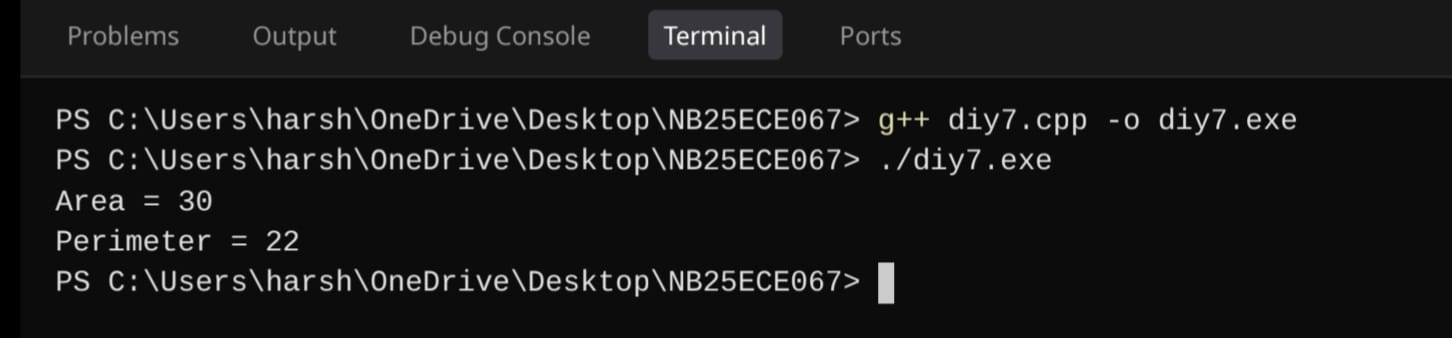 Problems Output Debug Console Terminal Ports
PS C:\Users\harsh\OneDrive\Desktop\NB25ECE067> g++ diy7.cpp -o diy7.exe
PS C:\Users\harsh\OneDrive\Desktop\NB25ECE067> ./diy7.exe
Area = 30
Perimeter = 22
PS C:\Users\harsh\OneDrive\Desktop\NB25ECE067>